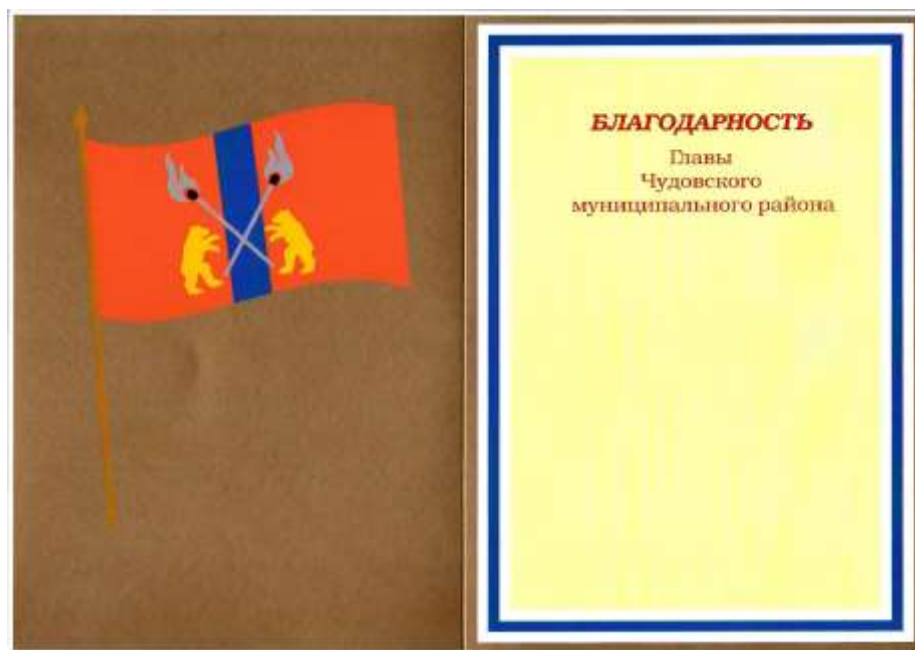 БЛАГОДАРНОСТЬ
Главы
Чудовского
муниципального района